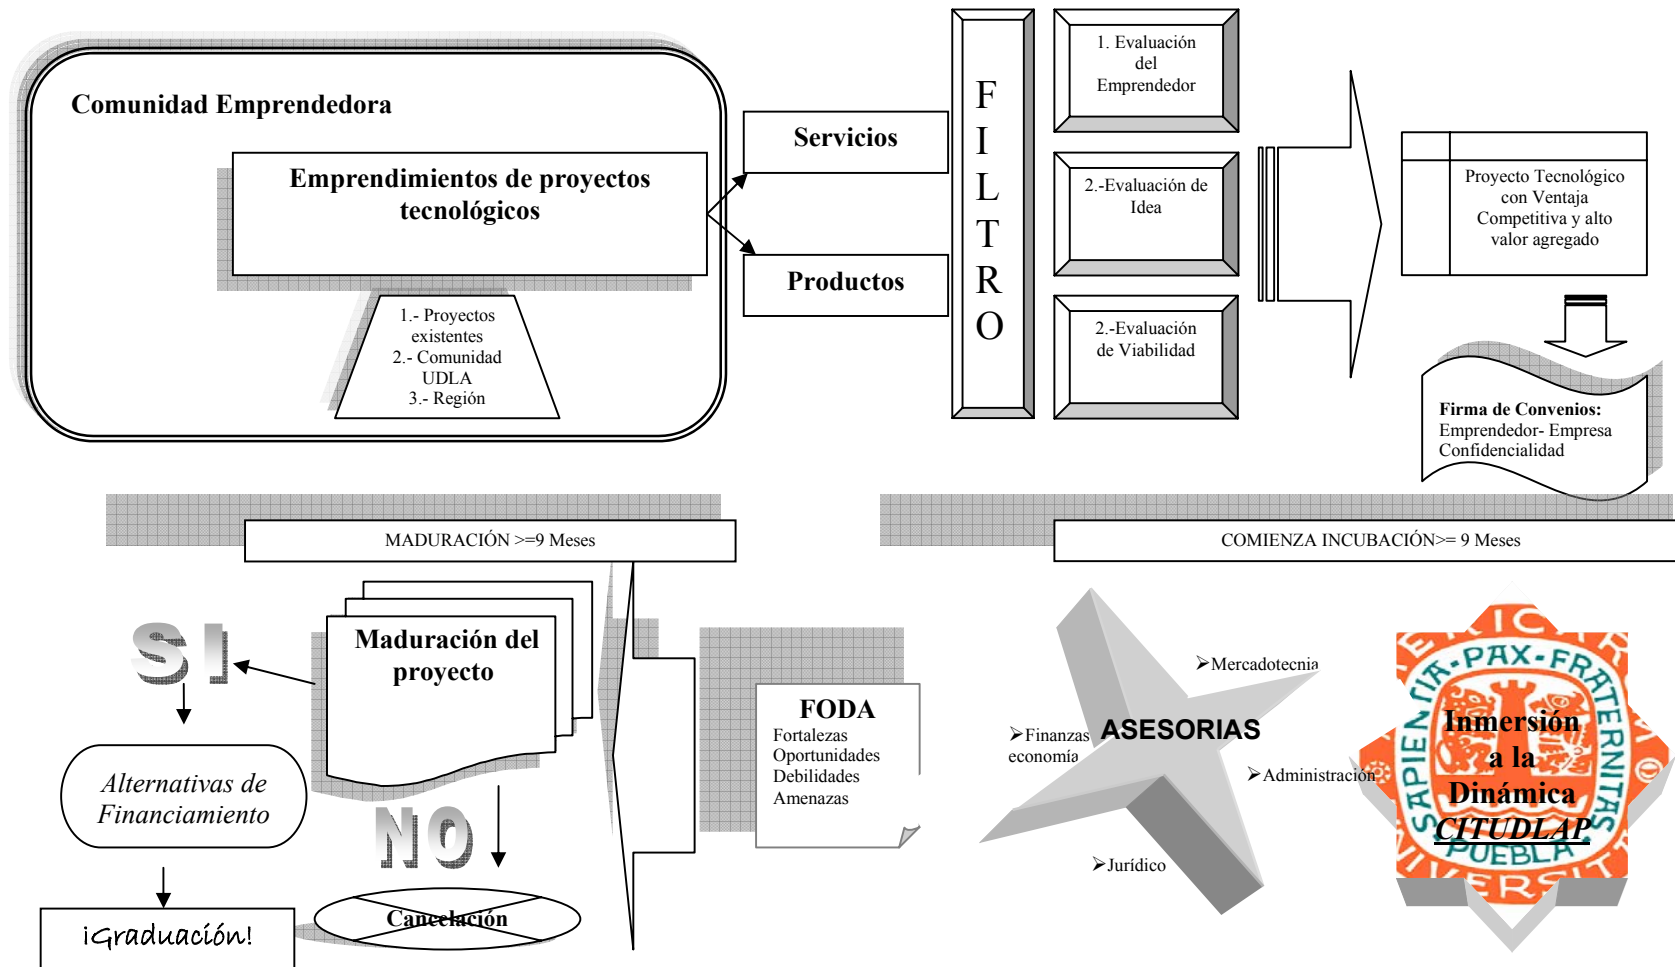 Comunidad Emprendedora
Emprendimientos de proyectos
tecnológicos
1.- Proyectos
existentes
2.- Comunidad
UDLA
3.- Región
Servicios
Productos
F
I
L
T
R
O
1. Evaluación
del
Emprendedor
2.-Evaluación de
Idea
2.-Evaluación
de Viabilidad
Proyecto Tecnológico
con Ventaja
Competitiva y alto
valor agregado
Firma de Convenios:
Emprendedor- Empresa
Confidencialidad
MADURACIÓN >=9 Meses
COMIENZA INCUBACIÓN>= 9 Meses
SI
Maduración del
proyecto
Alternativas de
Financiamiento
NO
¡Graduación!
Cancelación
FODA
Fortalezas
Oportunidades
Debilidades
Amenazas
➢Mercadotecnia
➢Finanzas
economía
ASESORIAS
➢Administración
➢Jurídico
SAPIENTIA-PAX-FRATERNITAS
PUEBLA
Inmersión
a la
Dinámica
CITUDLAP